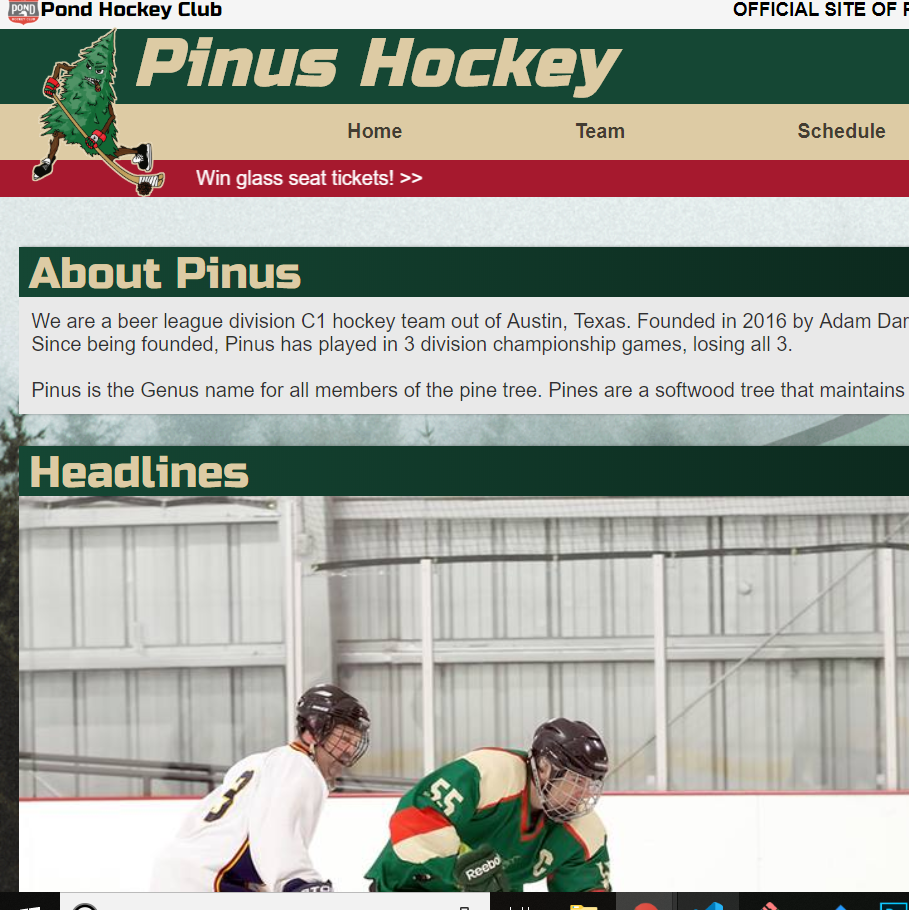 POND
Pond Hockey Club
OFFICIAL SITE OF
Pinus Hockey
Home Team Schedule
Win glass seat tickets! >>
About Pinus
We are a beer league division C1 hockey team out of Austin, Texas. Founded in 2016 by Adam Dar
Since being founded, Pinus has played in 3 division championship games, losing all 3.
Pinus is the Genus name for all members of the pine tree. Pines are a softwood tree that maintains
Headlines
3
55
C
Reebok